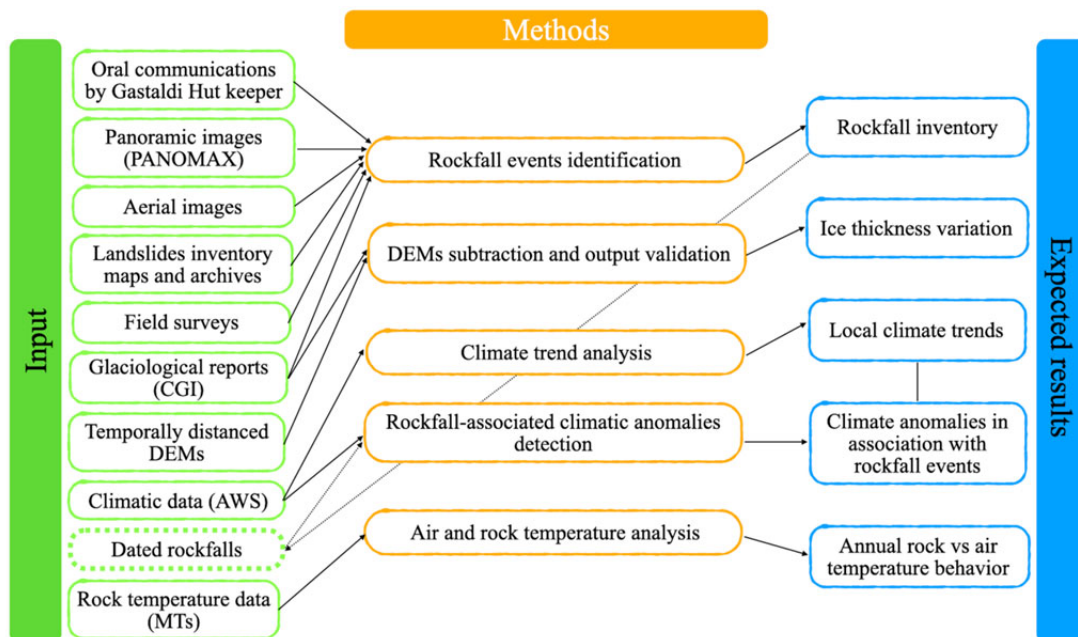 Methods
Input
Oral communications
by Gastaldi Hut keeper
Panoramic images
(PANOMAX)
Aerial images
Landslides inventory
maps and archives
Field surveys
Glaciological reports
(CGI)
Temporally distanced
DEMs
Climatic data (AWS)
Dated rockfalls
Rock temperature data
(MTs)
Rockfall events identification
DEMs subtraction and output validation
Climate trend analysis
Rockfall-associated climatic anomalies
detection
Air and rock temperature analysis
Rockfall inventory
Ice thickness variation
Local climate trends
Climate anomalies in
association with
rockfall events
Annual rock vs air
temperature behavior
Expected results